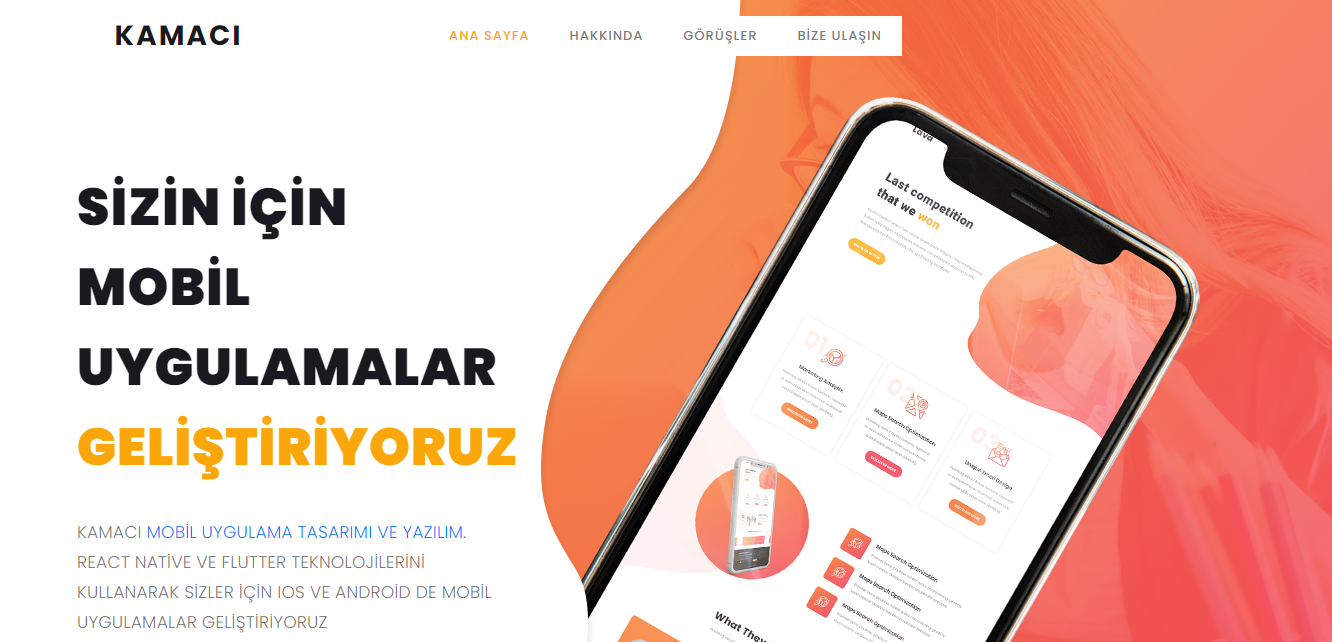 KAMACI
ANA SAYFA HAKKINDA GÖRÜŞLER BİZE ULAŞIN
SİZİN İÇİN
MOBİL
UYGULAMALAR
GELİŞTİRİYORUZ
KAMACI MOBİL UYGULAMA TASARIMI VE YAZILIM.
REACT NATİVE VE FLUTTER TEKNOLOJİLERİNİ
KULLANARAK SİZLER İÇİN IOS VE ANDROİD DE MOBİL
UYGULAMALAR GELİŞTİRİYORUZ
Lava
Last competition
that we won
01
Marketing Analysis
02
Maps Search Optimization
03
Unique Email Design
Maps Search Optimization
Maps Search Optimization
Maps Search Optimization
What They